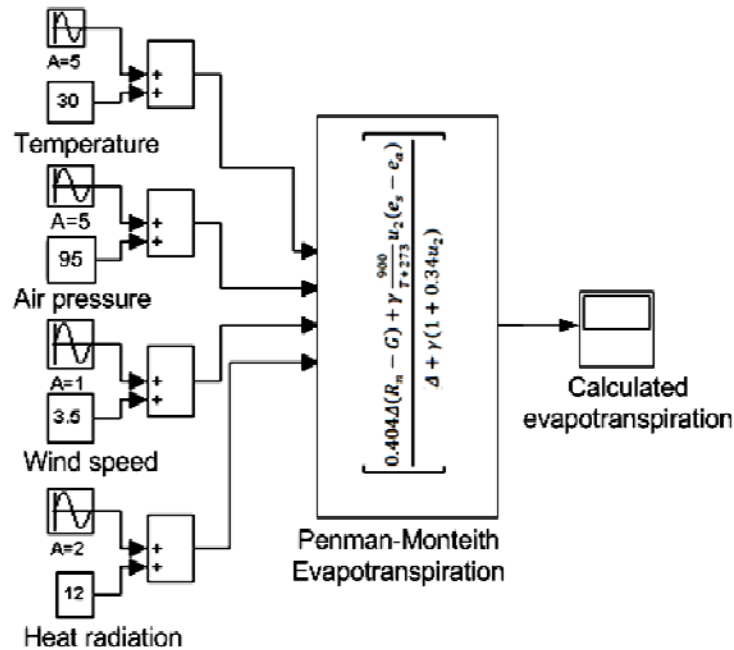 A=5
+
+
30
Temperature
A=5
+
+
95
Air pressure
A=1
+
+
3.5
Wind speed
A=2
+
+
12
Heat radiation
0.404Δ(Rₙ − G) + γ 900/(T+273) u₂(eₛ − eₐ)
Δ + γ(1 + 0.34u₂)
Penman-Monteith
Evapotranspiration
Calculated
evapotranspiration